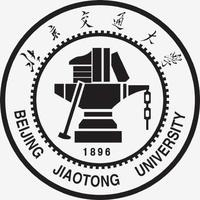 北京交通大学
1896
BEIJING JIAOTONG UNIVERSITY